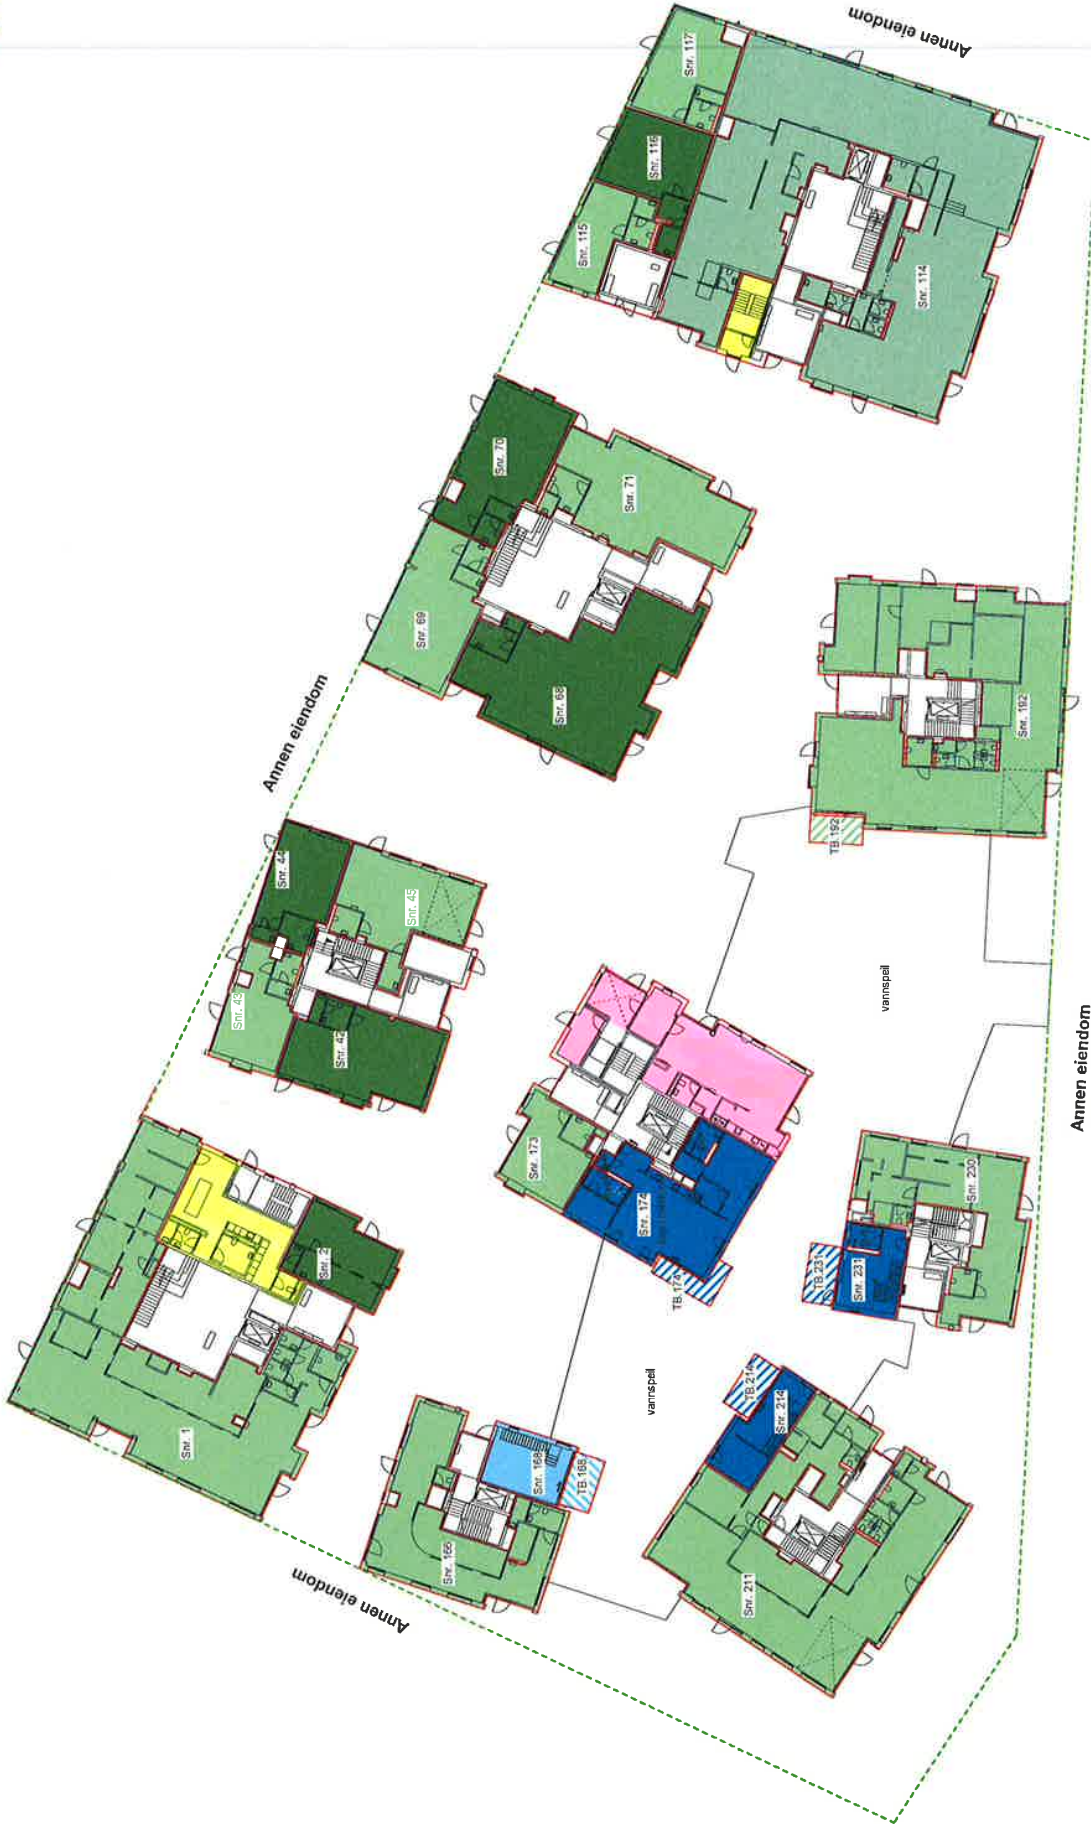 Annen eiendom
Snr. 117
Snr. 116
Snr. 115
Snr. 114
Snr. 70
Snr. 71
Snr. 69
Snr. 68
Annen eiendom
Snr. 192
TB.192
Snr. 44
Snr. 45
Snr. 43
Snr. 42
vannspeil
Annen eiendom
Snr. 173
Snr. 174
TB.174
Snr. 230
Snr. 231
TB.231
Snr. 2
Snr. 1
vannspeil
TB.214
Snr. 214
Snr. 211
Snr. 168
TB.168
Snr. 166
Annen eiendom